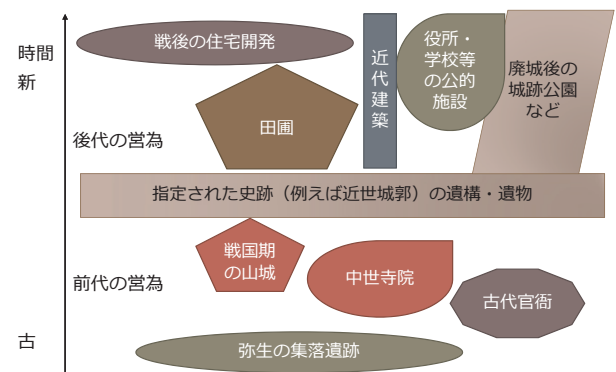 時間
新
戦後の住宅開発
近代建築
役所・
学校等
の公的
施設
廃城後の
城跡公園
など
後代の営為
田圃
指定された史跡（例えば近世城郭）の遺構・遺物
前代の営為
戦国期
の山城
中世寺院
古代官衙
古
弥生の集落遺跡